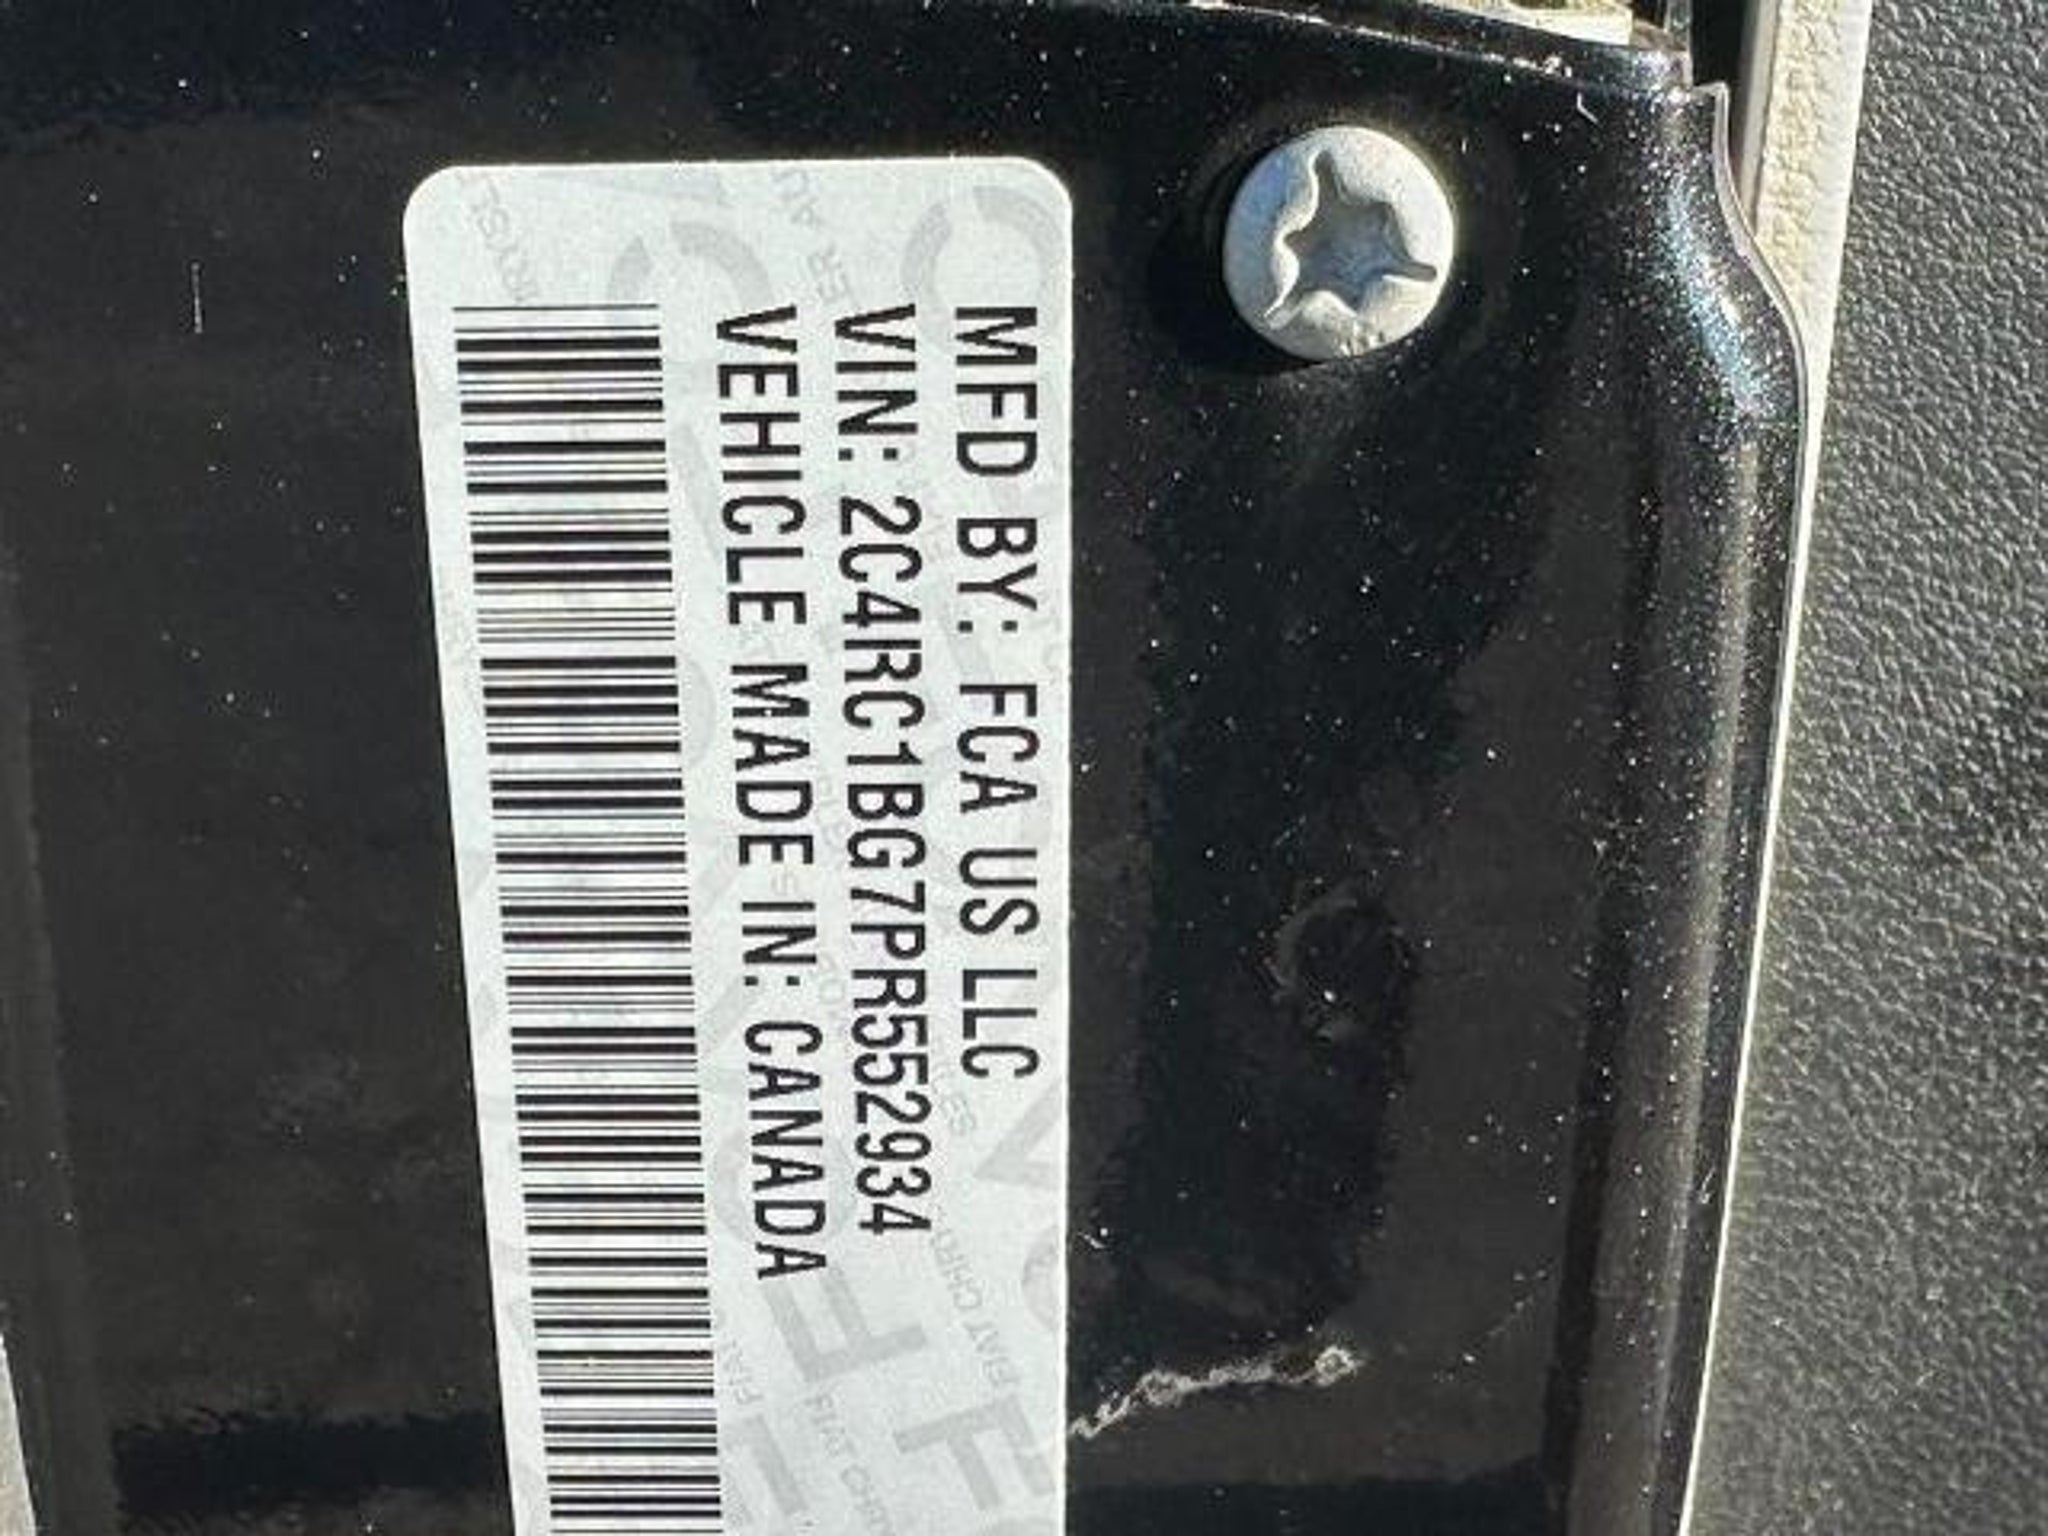 MFD BY: FCA US LLC
VIN: 2C4RC1BG7PR552934
VEHICLE MADE IN: CANADA